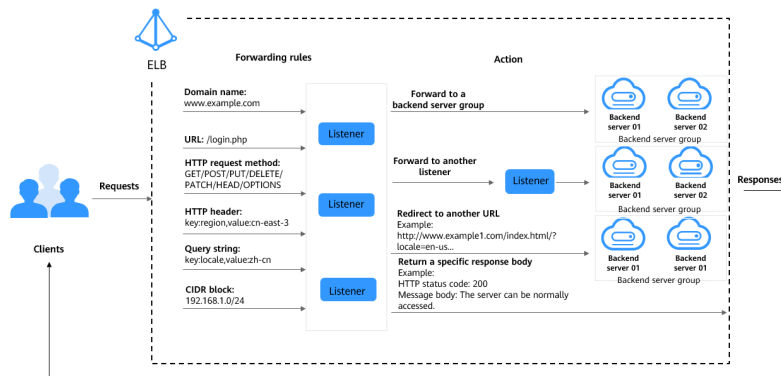 ELB
Forwarding rules
Action
Domain name:
www.example.com
URL: /login.php
HTTP request method:
GET/POST/PUT/DELETE/
PATCH/HEAD/OPTIONS
HTTP header:
key:region,value:cn-east-3
Query string:
key:locale,value:zh-cn
CIDR block:
192.168.1.0/24
Clients
Requests
Listener
Listener
Listener
Forward to a
backend server group
Forward to another
listener
Listener
Redirect to another URL
Example:
http://www.example1.com/index.html/?
locale=en-us...
Return a specific response body
Example:
HTTP status code: 200
Message body: The server can be normally
accessed.
Backend
server 01
Backend
server 02
Backend server group
Backend
server 01
Backend
server 02
Backend server group
Backend
server 01
Backend
server 01
Backend server group
Responses